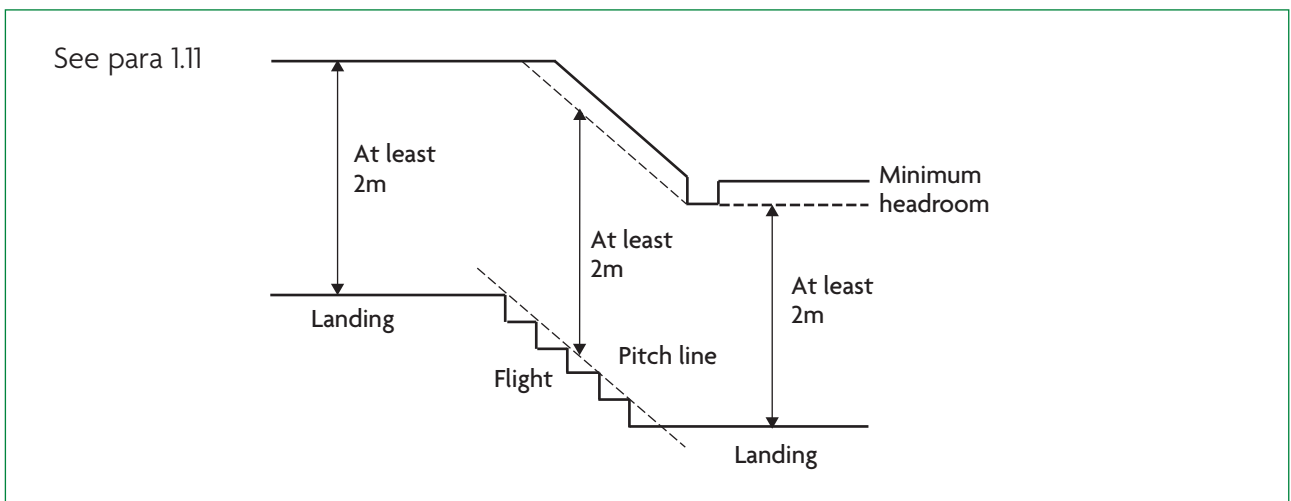 See para 1.11
At least
2m
Minimum
headroom
At least
2m
At least
2m
Landing
Pitch line
Flight
Landing